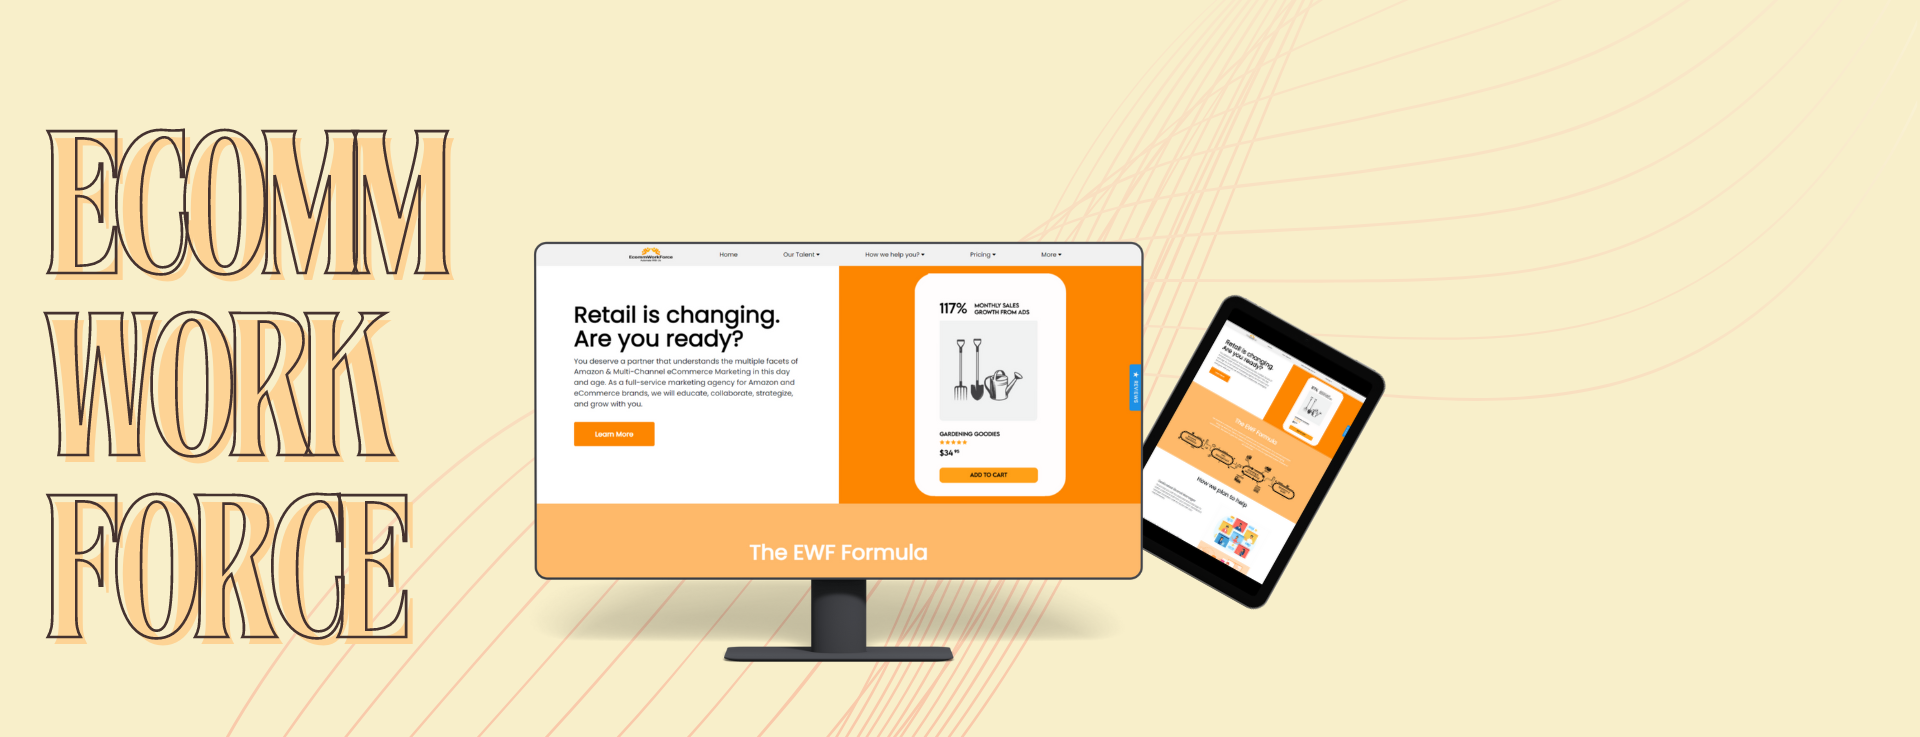 ECOMM
WORK
FORCE
EcommWorkForce
Home
Our Talent
How we help you?
Pricing
More
Retail is changing.
Are you ready?
You deserve a partner that understands the multiple facets of
Amazon & Multi-Channel eCommerce Marketing in this day
and age. As a full-service marketing agency for Amazon and
eCommerce brands, we will educate, collaborate, strategize,
and grow with you.
Learn More
117%
MONTHLY SALES
GROWTH FROM ADS
GARDENING GOODIES
$34 95
ADD TO CART
★ REVIEWS
The EWF Formula
Retail is changing.
Are you ready?
The EWF Formula
How we plan to help